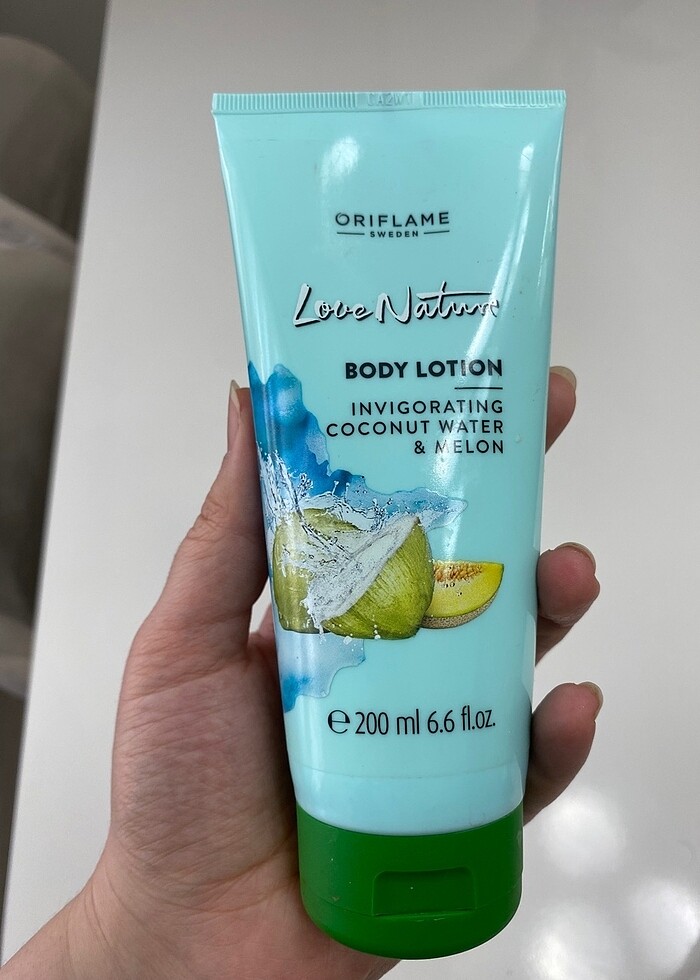 ORIFLAME
SWEDEN
Love Nature
BODY LOTION
INVIGORATING
COCONUT WATER
& MELON
℮ 200 ml 6.6 fl.oz.